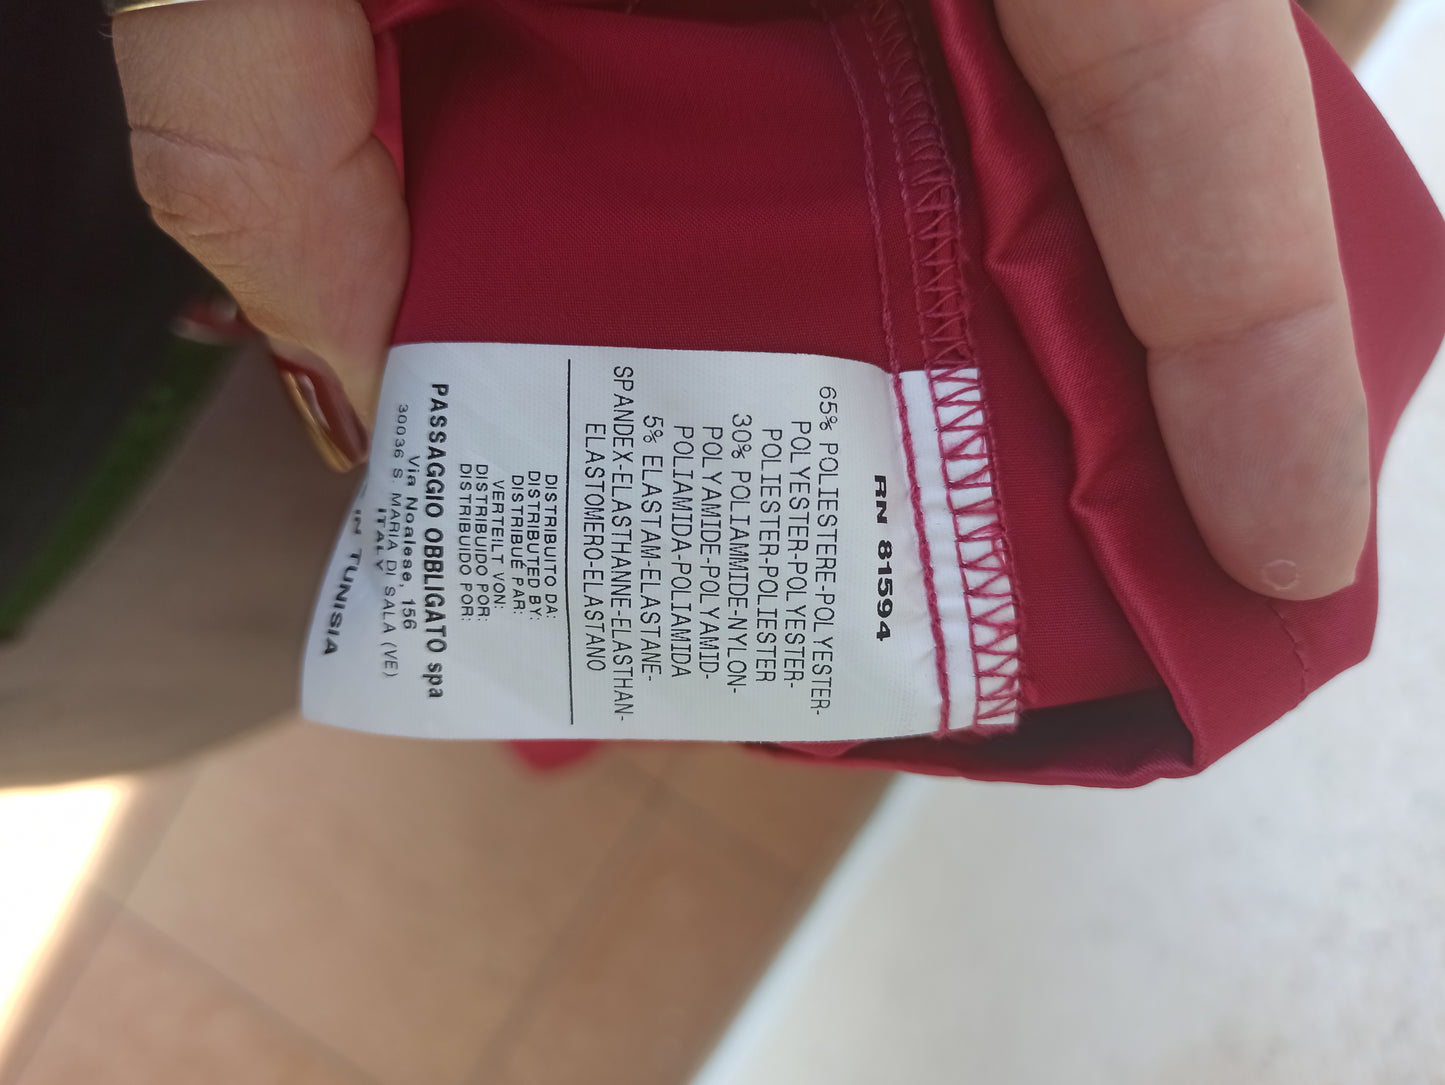 RN 81594
65% POLIESTERE-POLYESTER-
POLYESTER-POLYESTER-
POLIESTER-POLIESTER
30% POLIAMMIDE-NYLON-
POLYAMIDE-POLYAMID-
POLIAMIDA-POLIAMIDA
5% ELASTAM-ELASTANE-
SPANDEX-ELASTHANNE-ELASTHAN-
ELASTOMERO-ELASTANO
DISTRIBUITO DA:
DISTRIBUTED BY:
DISTRIBUÉ PAR:
VERTEILT VON:
DISTRIBUIDO POR:
DISTRIBUIDO POR:
PASSAGGIO OBBLIGATO spa
Via Noalese, 156
30036 S. MARIA DI SALA (VE)
ITALY
IN TUNISIA